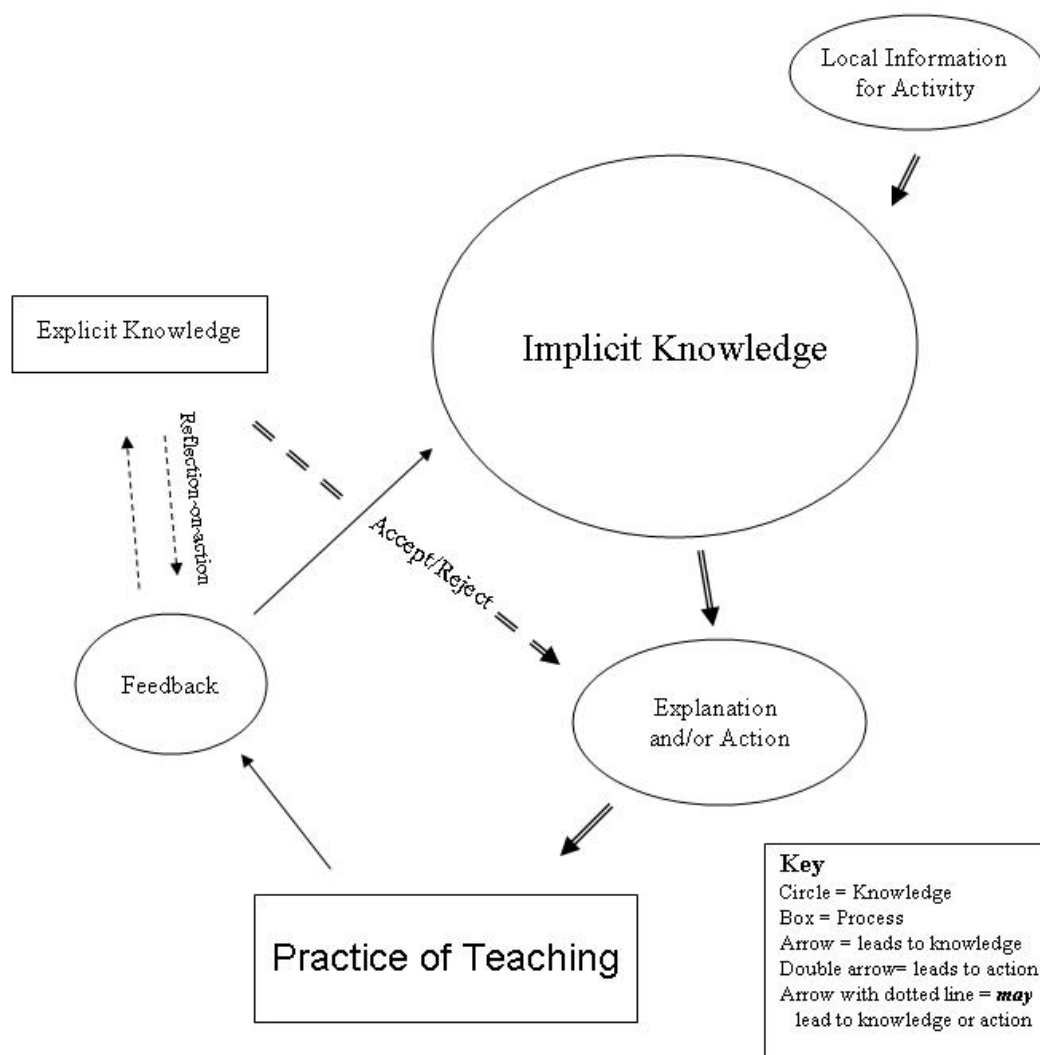 Local Information
for Activity
Implicit Knowledge
Explicit Knowledge
Reflection-on-action
Accept/Reject
Feedback
Explanation
and/or Action
Practice of Teaching
Key
Circle = Knowledge
Box = Process
Arrow = leads to knowledge
Double arrow= leads to action
Arrow with dotted line = may
lead to knowledge or action